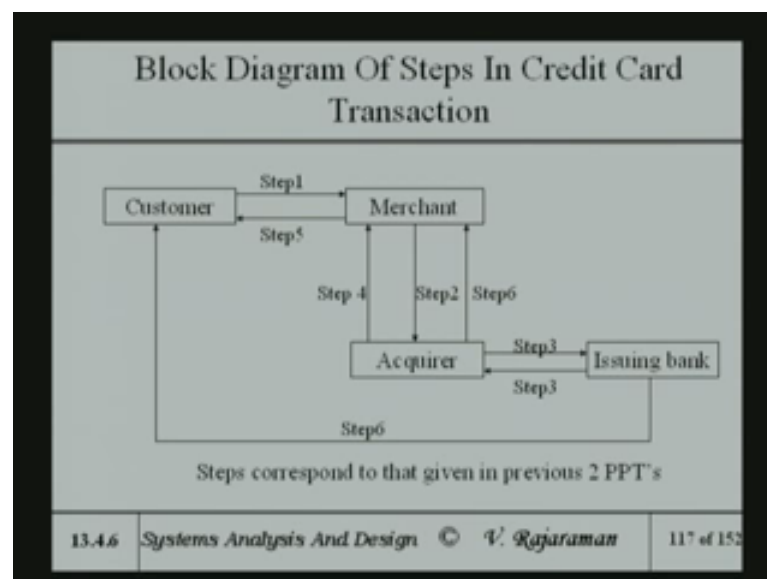 Block Diagram Of Steps In Credit Card
Transaction
Step1
Customer
Merchant
Step5
Step 4
Step2
Step6
Acquirer
Step3
Issuing bank
Step3
Step6
Steps correspond to that given in previous 2 PPT's
13.4.6 Systems Analysis And Design © V. Rajaraman 117 of 152